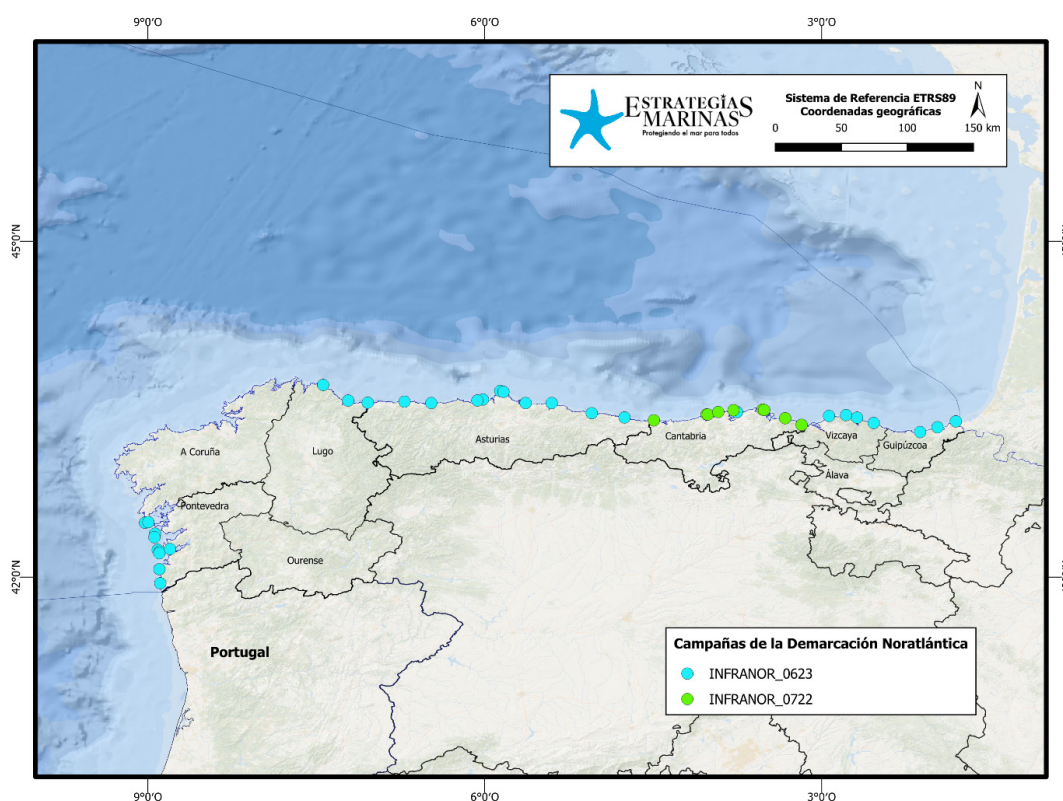 9°0'O 6°0'O 3°0'O
ESTRATEGIAS
MARINAS
Protegiendo el mar para todos
Sistema de Referencia ETRS89
Coordenadas geográficas
N
0 50 100 150 km
45°0'N
A Coruña
Lugo
Asturias
Cantabria
Vizcaya
Guipúzcoa
Álava
Pontevedra
Ourense
42°0'N
Portugal
Campañas de la Demarcación Noratlántica
INFRANOR_0623
INFRANOR_0722
9°0'O 6°0'O 3°0'O